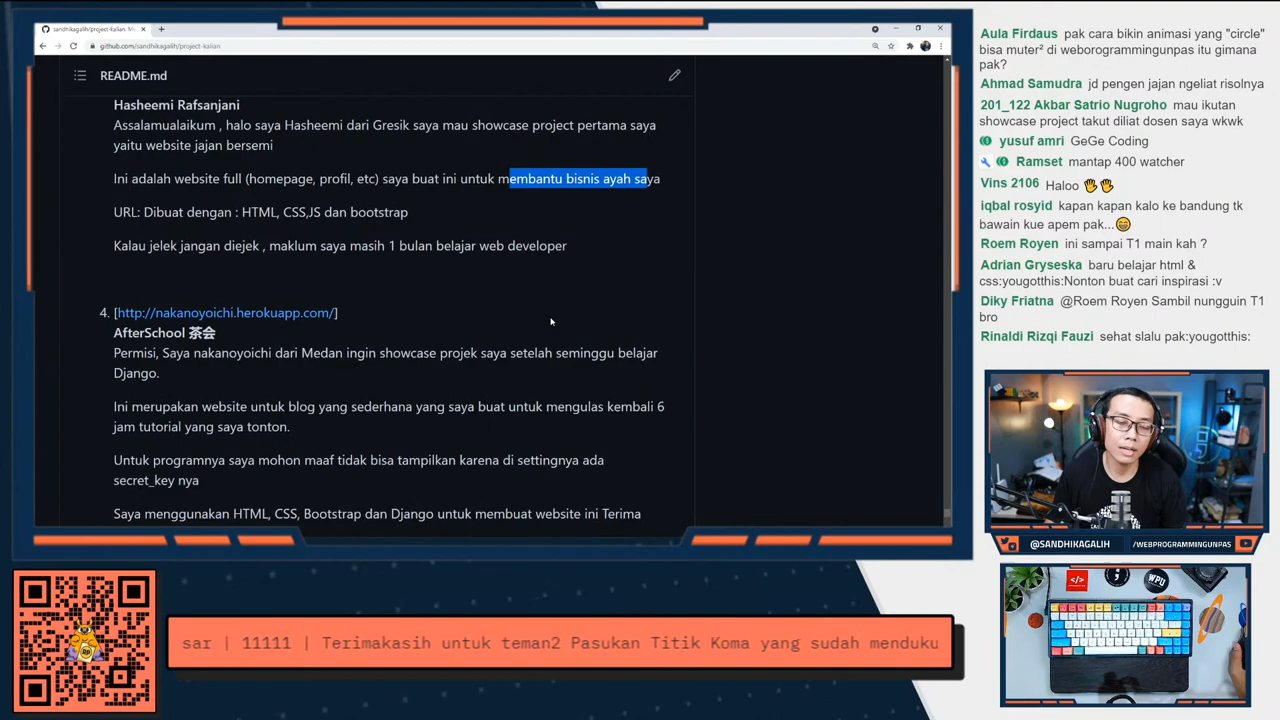 sandhikagalih/project-kalian: Me
github.com/sandhikagalih/project-kalian
README.md
Hasheemi Rafsanjani
Assalamualaikum , halo saya Hasheemi dari Gresik saya mau showcase project pertama saya
yaitu website jajan bersemi
Ini adalah website full (homepage, profil, etc) saya buat ini untuk membantu bisnis ayah saya
URL: Dibuat dengan : HTML, CSS,JS dan bootstrap
Kalau jelek jangan diejek , maklum saya masih 1 bulan belajar web developer
4. [http://nakanoyoichi.herokuapp.com/]
AfterSchool 茶会
Permisi, Saya nakanoyoichi dari Medan ingin showcase projek saya setelah seminggu belajar
Django.
Ini merupakan website untuk blog yang sederhana yang saya buat untuk mengulas kembali 6
jam tutorial yang saya tonton.
Untuk programnya saya mohon maaf tidak bisa tampilkan karena di settingnya ada
secret_key nya
Saya menggunakan HTML, CSS, Bootstrap dan Django untuk membuat website ini Terima
Aula Firdaus pak cara bikin animasi yang "circle"
bisa muter² di weborogrammingunpas itu gimana
pak?
Ahmad Samudra jd pengen jajan ngeliat risolnya
201_122 Akbar Satrio Nugroho mau ikutan
showcase project takut diliat dosen saya wkwk
yusuf amri GeGe Coding
Ramset mantap 400 watcher
Vins 2106 Haloo 🖐🖐
iqbal rosyid kapan kapan kalo ke bandung tk
bawain kue apem pak...😁
Roem Royen ini sampai T1 main kah ?
Adrian Gryseska baru belajar html &
css:yougotthis:Nonton buat cari inspirasi :v
Diky Friatna @Roem Royen Sambil nungguin T1
bro
Rinaldi Rizqi Fauzi sehat slalu pak:yougotthis:
@SANDHIKAGALIH
/WEBPROGRAMMINGUNPAS
</>
;
WPU
sar | 11111 | Terimakasih untuk teman2 Pasukan Titik Koma yang sudah menduku